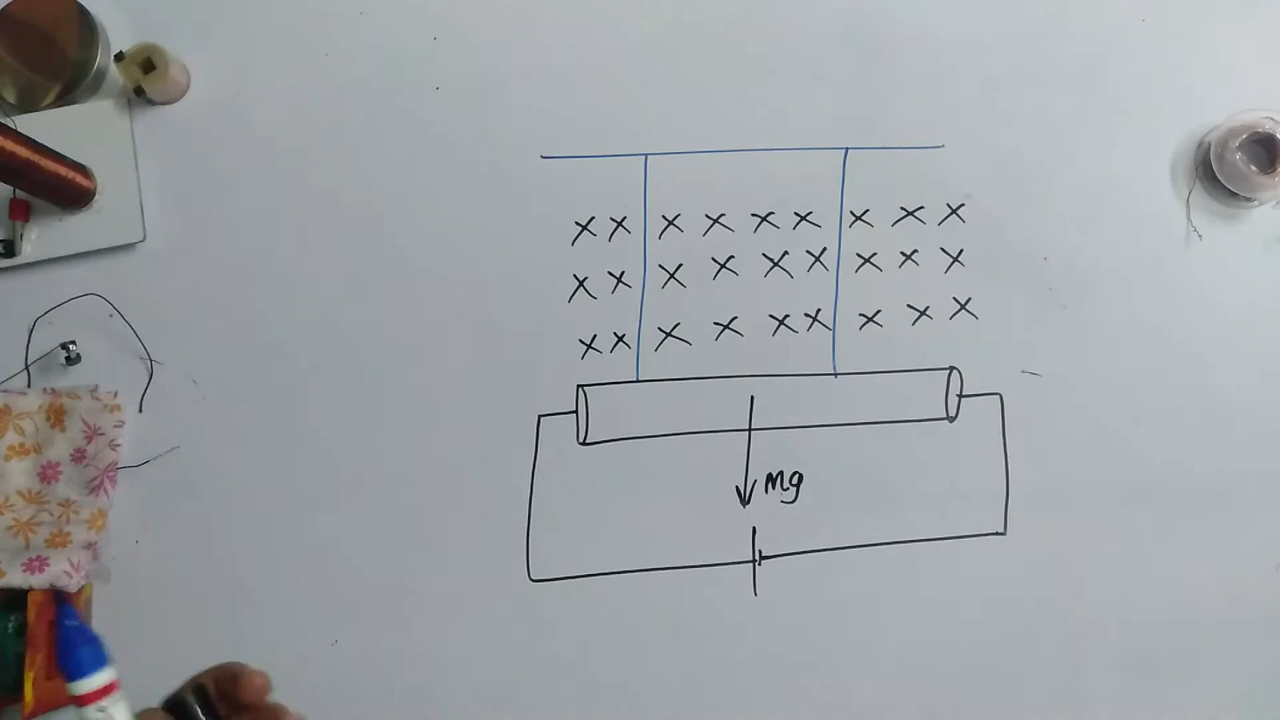 × × × × × × × × ×
× × × × × × × × ×
× × × × × × × × ×
mg